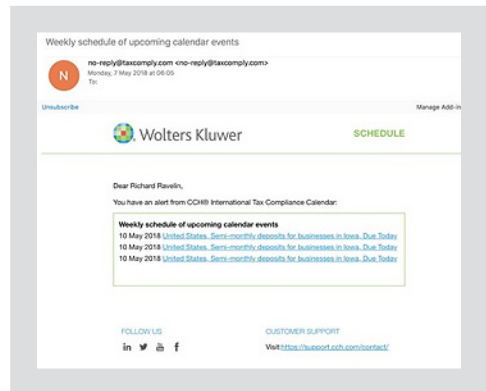 Weekly schedule of upcoming calendar events
N
no-reply@taxcomply.com <no-reply@taxcomply.com>
Monday, 7 May 2018 at 06:05
To:
Unsubscribe
Manage Add-in
Wolters Kluwer
SCHEDULE
Dear Richard Ravelin,
You have an alert from CCH® International Tax Compliance Calendar:
Weekly schedule of upcoming calendar events
10 May 2018 United States, Semi-monthly deposits for businesses in Iowa, Due Today
10 May 2018 United States, Semi-monthly deposits for businesses in Iowa, Due Today
10 May 2018 United States, Semi-monthly deposits for businesses in Iowa, Due Today
FOLLOW US
CUSTOMER SUPPORT
Visit:https://support.cch.com/contact/